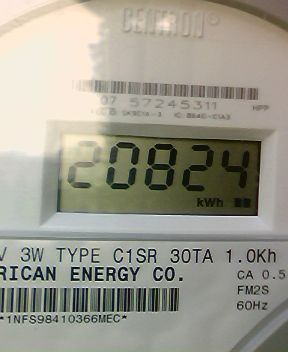 CENTRON®
07 57245311 HPP
20824
kWh
V 3W TYPE C1SR 30TA 1.0Kh
RICAN ENERGY CO. CA 0.5
FM2S
*1NFS98410366MEC* 60Hz